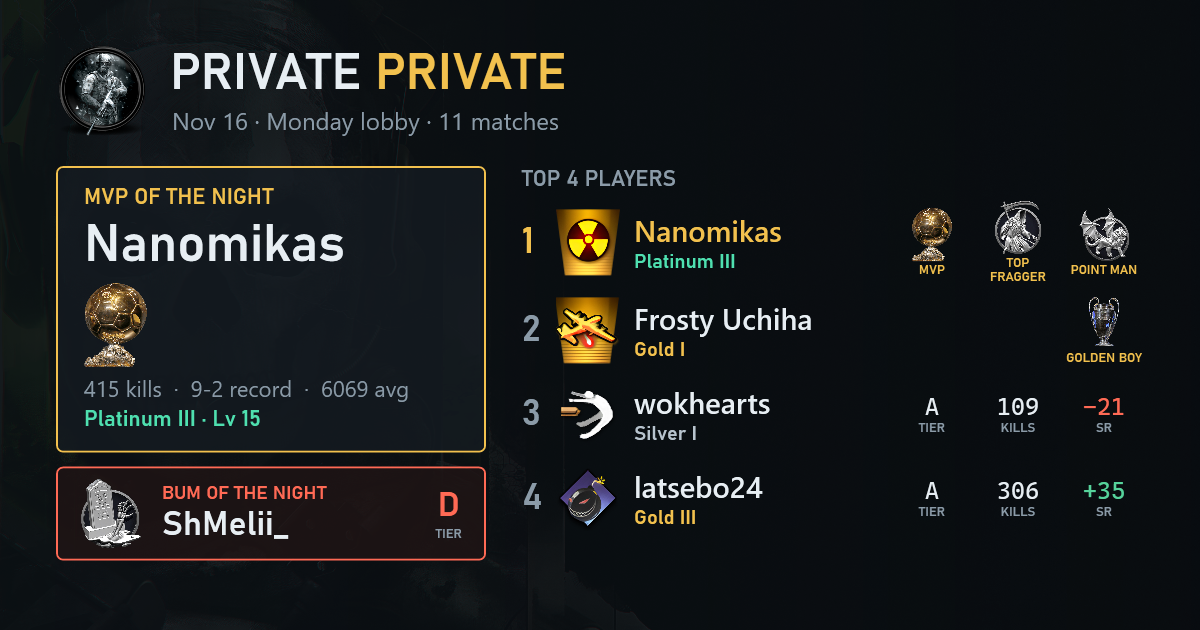 PRIVATE PRIVATE
Nov 16 · Monday lobby · 11 matches
MVP OF THE NIGHT
Nanomikas
415 kills · 9-2 record · 6069 avg
Platinum III · Lv 15
BUM OF THE NIGHT
ShMelii_
D
TIER
TOP 4 PLAYERS
1
Nanomikas
Platinum III
MVP
TOP
FRAGGER
POINT MAN
2
Frosty Uchiha
Gold I
GOLDEN BOY
3
wokhearts
Silver I
A
TIER
109
KILLS
−21
SR
4
latsebo24
Gold III
A
TIER
306
KILLS
+35
SR